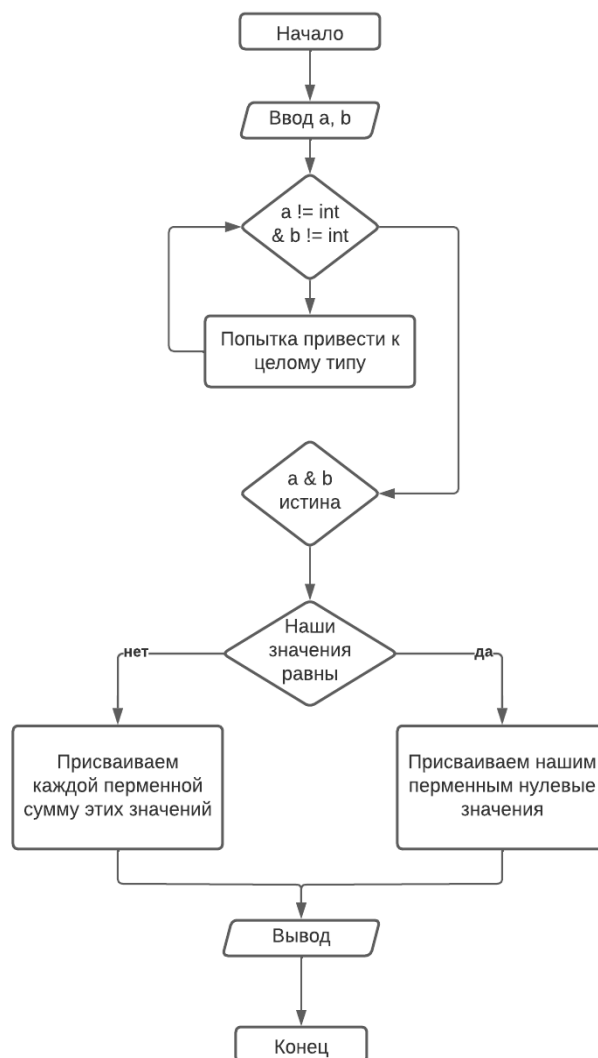 Начало
Ввод a, b
a != int
& b != int
Попытка привести к
целому типу
a & b
истина
Наши
значения
равны
нет
да
Присваиваем
каждой перменной
сумму этих значений
Присваиваем нашим
перменным нулевые
значения
Вывод
Конец